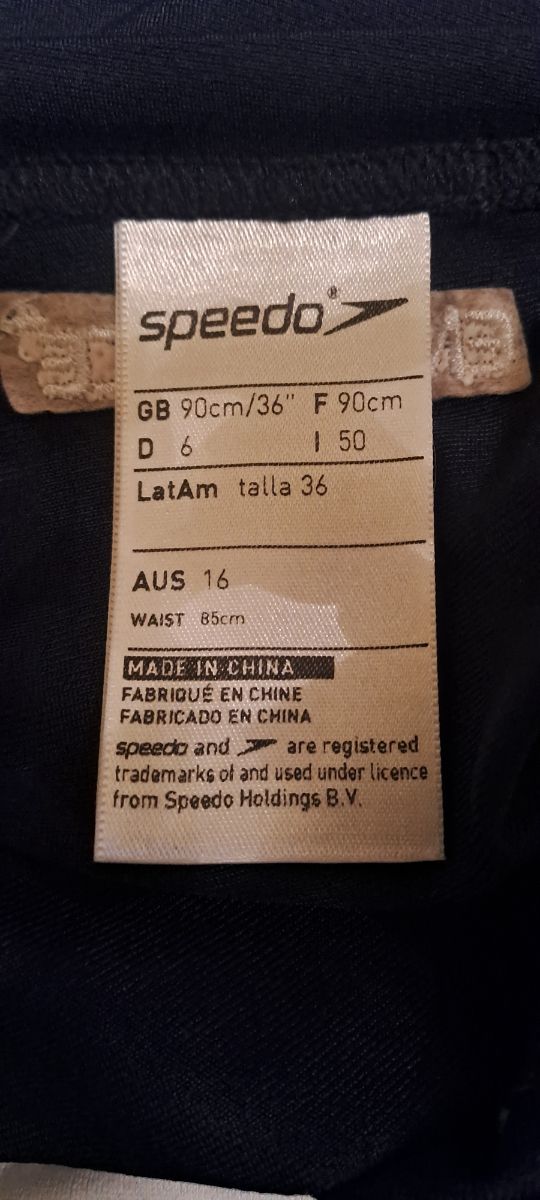 speedo®
GB 90cm/36" F 90cm
D 6 I 50
LatAm talla 36
AUS 16
WAIST 85cm
MADE IN CHINA
FABRIQUÉ EN CHINE
FABRICADO EN CHINA
speedo and are registered
trademarks of and used under licence
from Speedo Holdings B.V.